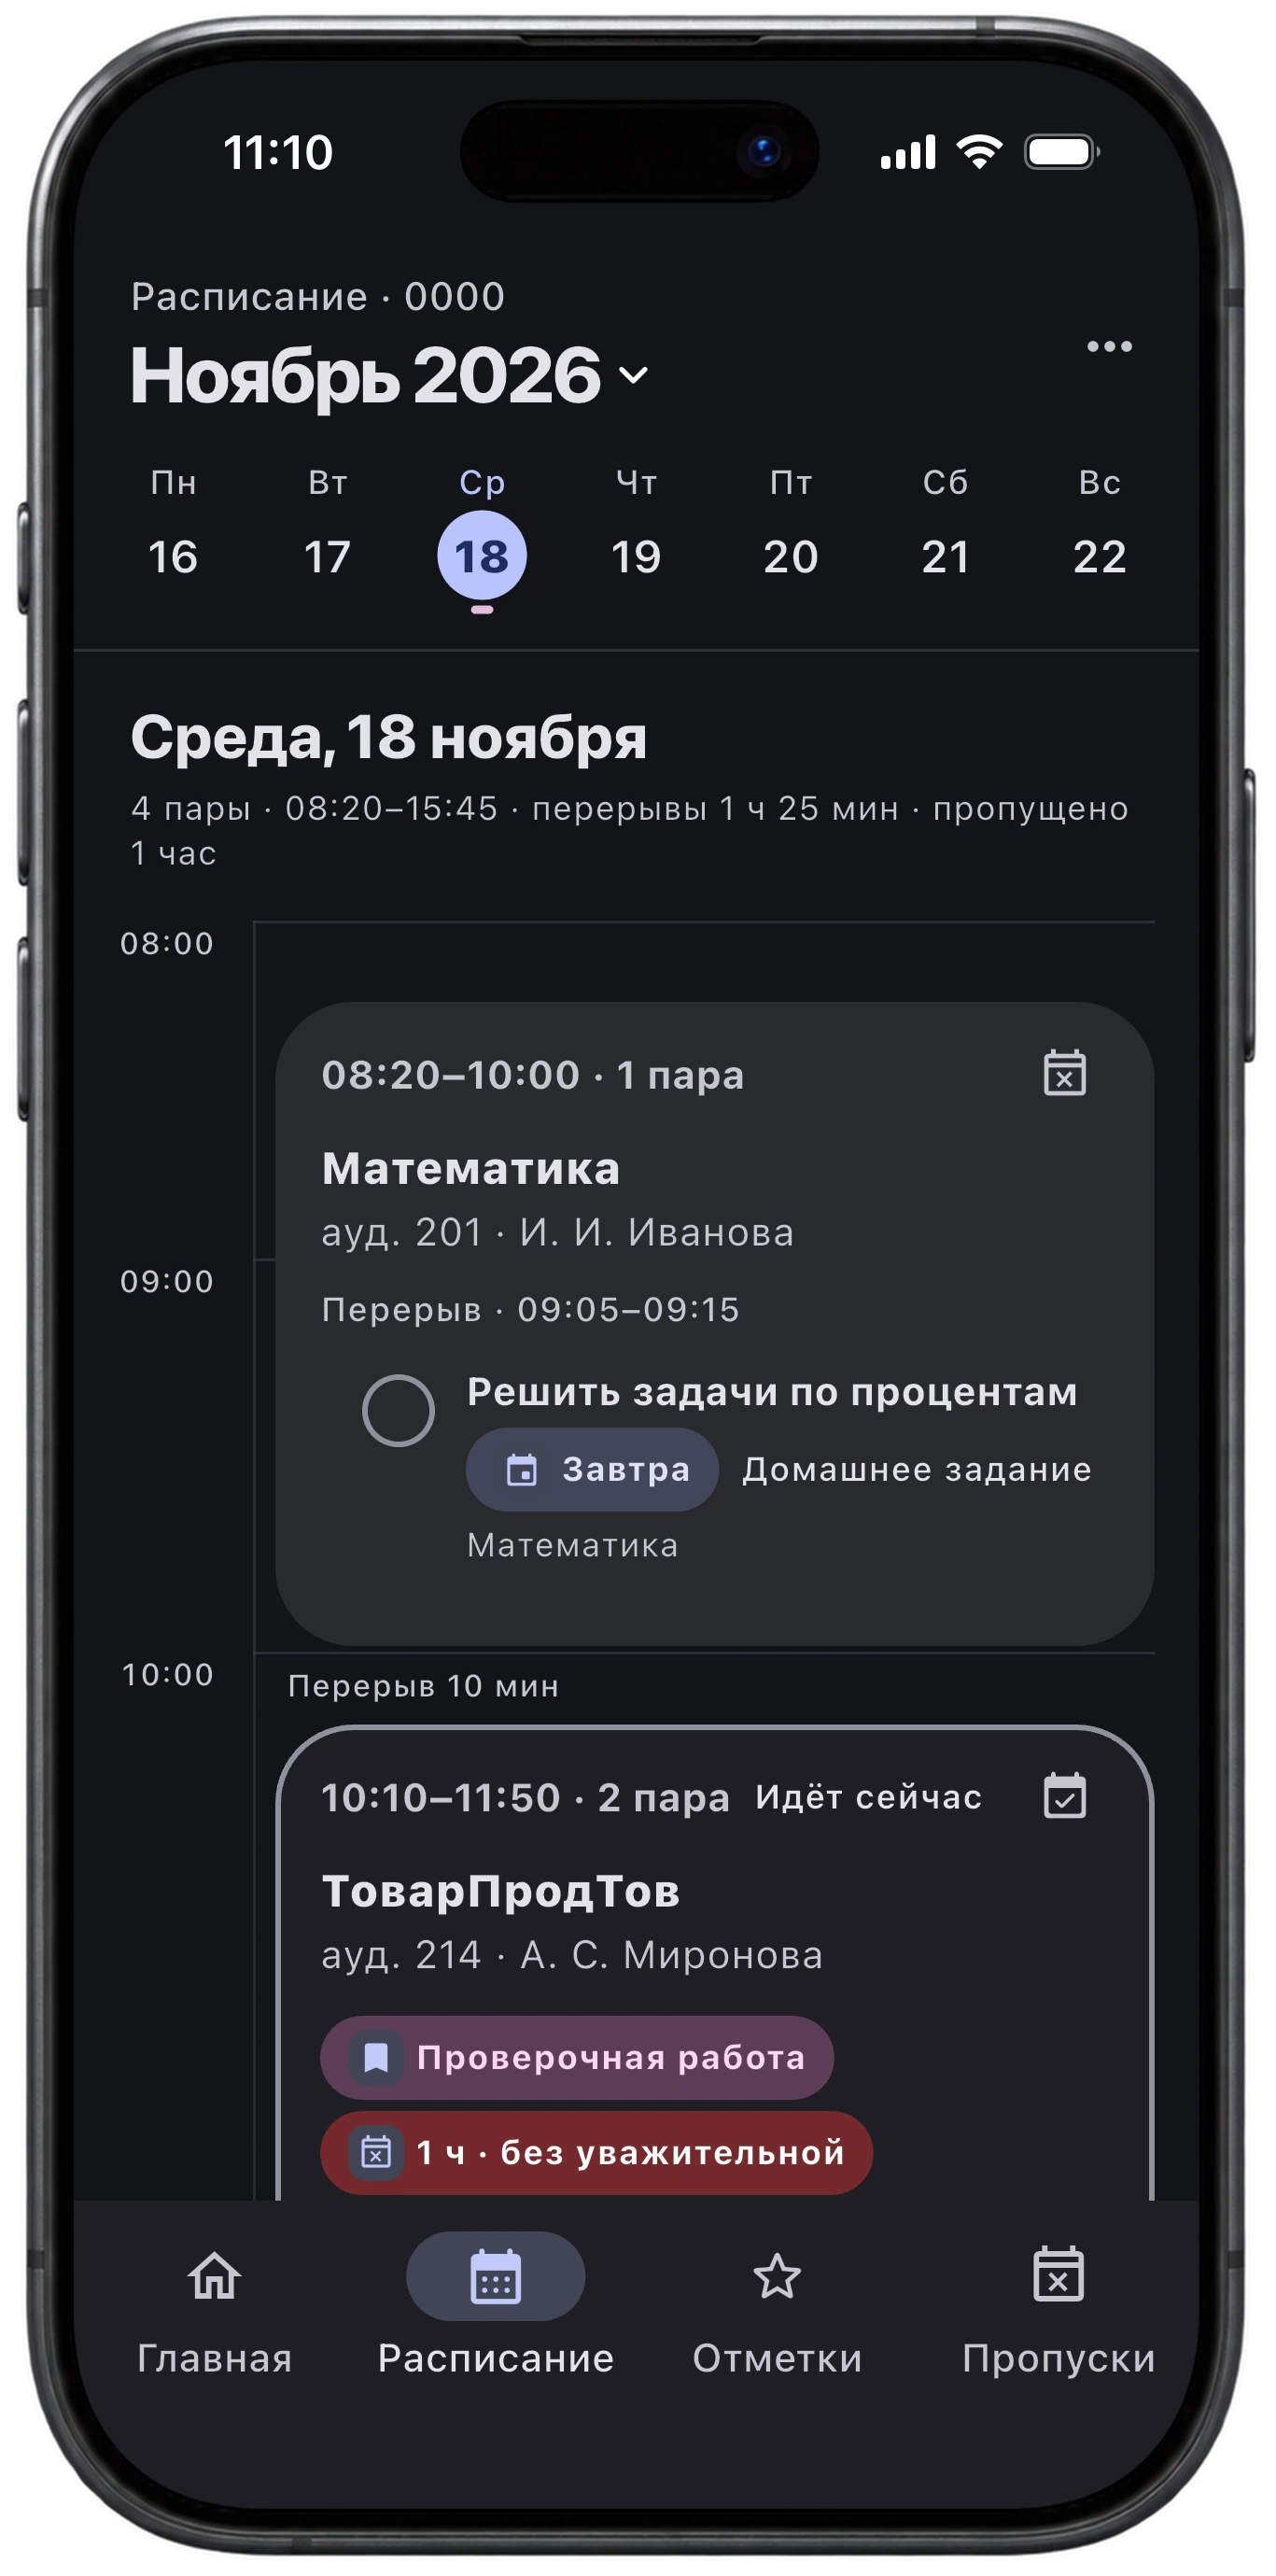 11:10
Расписание · 0000
Ноябрь 2026
Пн Вт Ср Чт Пт Сб Вс
16 17 18 19 20 21 22
Среда, 18 ноября
4 пары · 08:20–15:45 · перерывы 1 ч 25 мин · пропущено
1 час
08:00
08:20–10:00 · 1 пара
Математика
ауд. 201 · И. И. Иванова
09:00
Перерыв · 09:05–09:15
Решить задачи по процентам
Завтра Домашнее задание
Математика
10:00
Перерыв 10 мин
10:10–11:50 · 2 пара Идёт сейчас
ТоварПродТов
ауд. 214 · А. С. Миронова
Проверочная работа
1 ч · без уважительной
Главная Расписание Отметки Пропуски